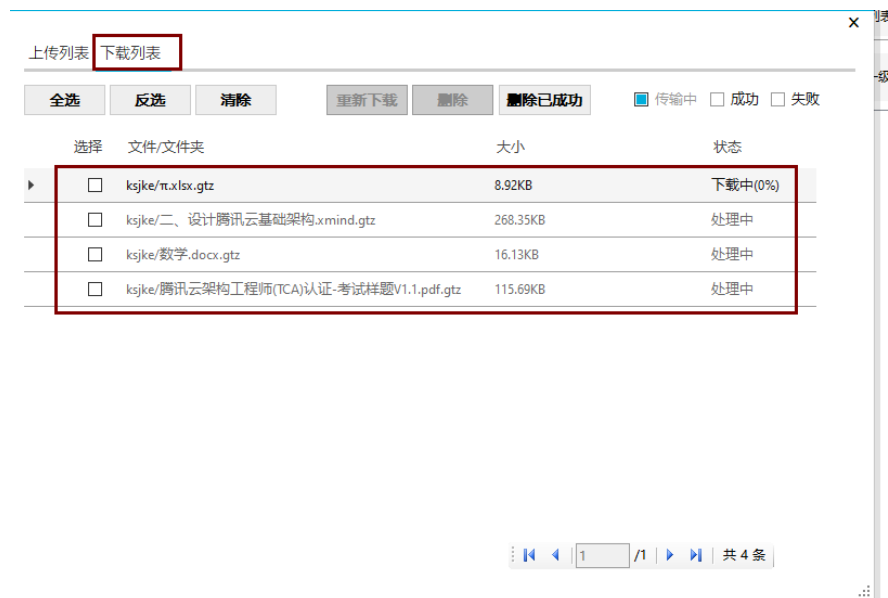 上传列表 下载列表
全选 反选 清除 重新下载 删除 删除已成功 传输中 成功 失败
选择 文件/文件夹 大小 状态
ksjke/π.xlsx.gtz 8.92KB 下载中(0%)
ksjke/二、设计腾讯云基础架构.xmind.gtz 268.35KB 处理中
ksjke/数学.docx.gtz 16.13KB 处理中
ksjke/腾讯云架构工程师(TCA)认证-考试样题V1.1.pdf.gtz 115.69KB 处理中
1 /1 共 4 条